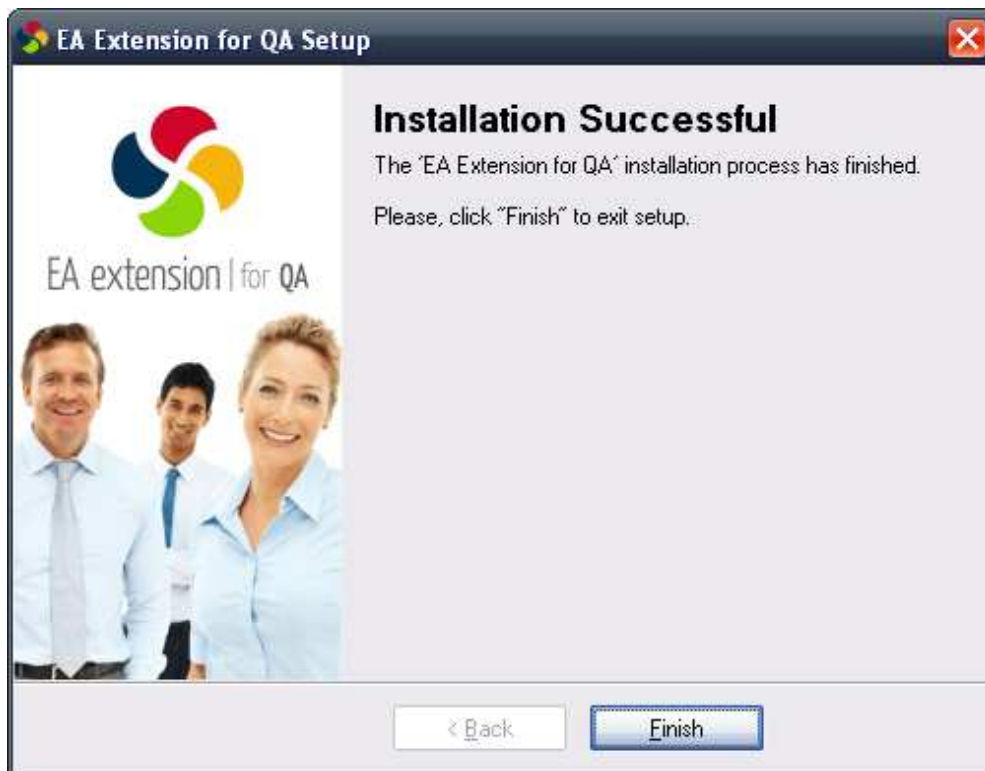 EA Extension for QA Setup
Installation Successful
The ´EA Extension for QA´ installation process has finished.
Please, click ˝Finish˝ to exit setup.
EA extension | for QA
< Back
Finish